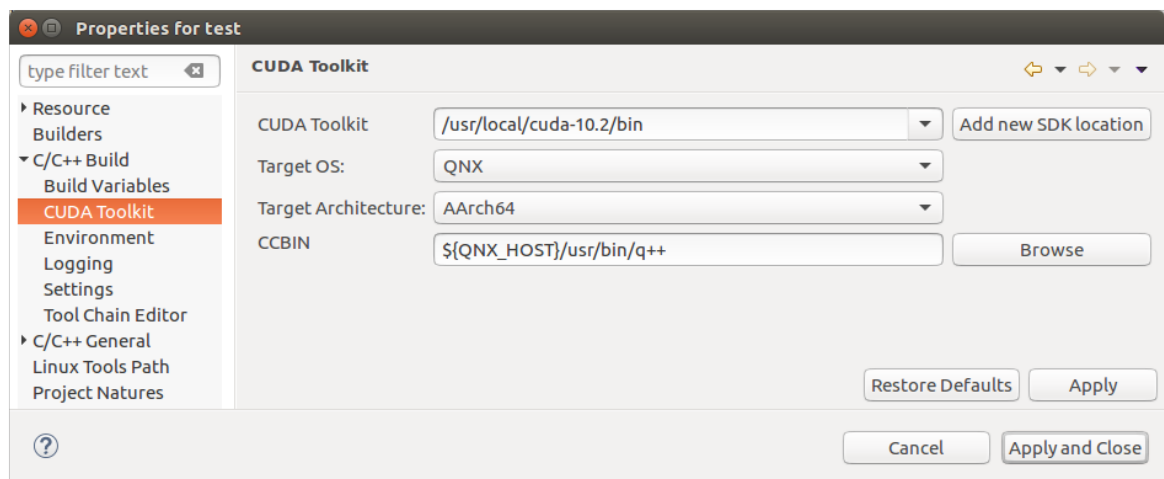 Properties for test
type filter text
Resource
Builders
C/C++ Build
Build Variables
CUDA Toolkit
Environment
Logging
Settings
Tool Chain Editor
C/C++ General
Linux Tools Path
Project Natures
CUDA Toolkit
CUDA Toolkit /usr/local/cuda-10.2/bin Add new SDK location
Target OS: QNX
Target Architecture: AArch64
CCBIN ${QNX_HOST}/usr/bin/q++ Browse
Restore Defaults Apply
Cancel Apply and Close